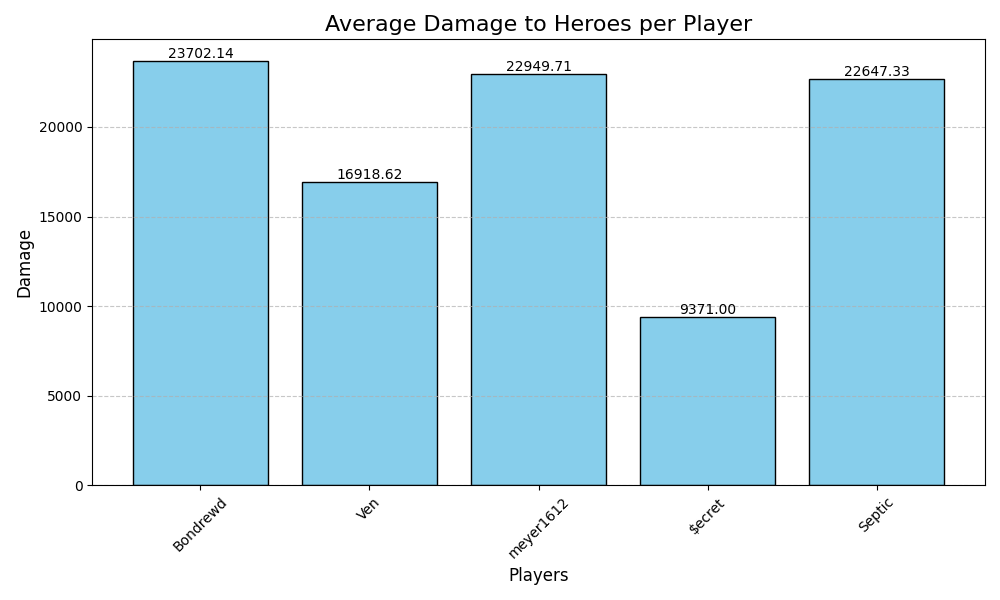 Average Damage to Heroes per Player
23702.14
22949.71
22647.33
16918.62
9371.00
20000
15000
10000
5000
0
Damage
Bondrewd
Ven
meyer1612
$ecret
Septic
Players